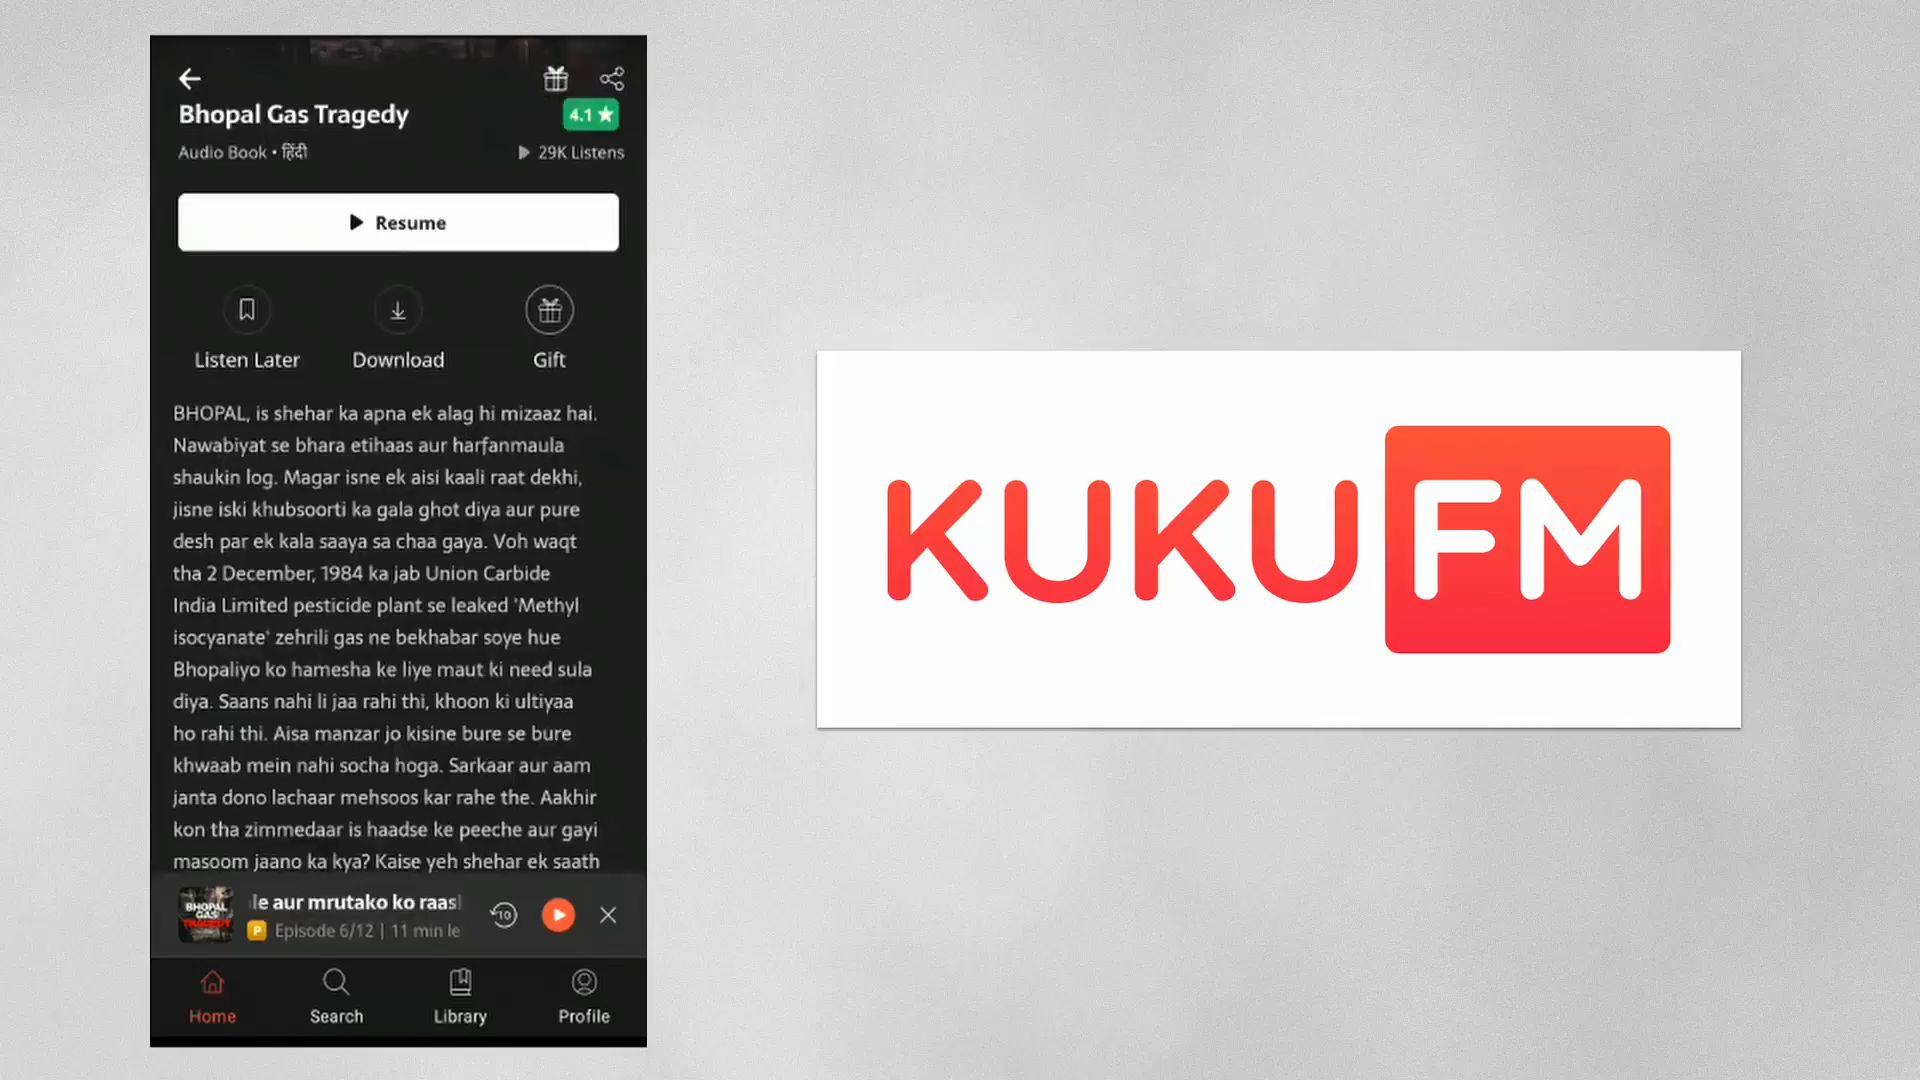 Bhopal Gas Tragedy
4.1 ★
Audio Book • हिंदी
29K Listens
Resume
Listen Later
Download
Gift
BHOPAL, is shehar ka apna ek alag hi mizaaz hai.
Nawabiyat se bhara etihaas aur harfanmaula
shaukin log. Magar isne ek aisi kaali raat dekhi,
jisne iski khubsoorti ka gala ghot diya aur pure
desh par ek kala saaya sa chaa gaya. Voh waqt
tha 2 December, 1984 ka jab Union Carbide
India Limited pesticide plant se leaked 'Methyl
isocyanate' zehrili gas ne bekhabar soye hue
Bhopaliyo ko hamesha ke liye maut ki need sula
diya. Saans nahi li jaa rahi thi, khoon ki ultiyaa
ho rahi thi. Aisa manzar jo kisine bure se bure
khwaab mein nahi socha hoga. Sarkaar aur aam
janta dono lachaar mehsoos kar rahe the. Aakhir
kon tha zimmedaar is haadse ke peeche aur gayi
masoom jaano ka kya? Kaise yeh shehar ek saath
BHOPAL
GAS
TRAGEDY
le aur mrutako ko raas
P Episode 6/12 | 11 min le
10
Home
Search
Library
Profile
KUKU FM